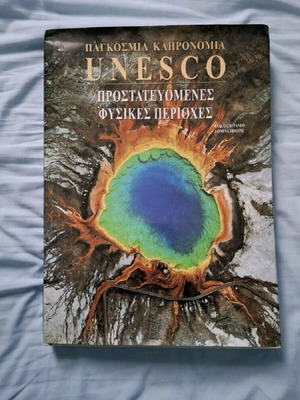 ΠΑΓΚΟΣΜΙΑ ΚΛΗΡΟΝΟΜΙΑ
UNESCO
ΠΡΟΣΤΑΤΕΥΟΜΕΝΕΣ
ΦΥΣΙΚΕΣ ΠΕΡΙΟΧΕΣ